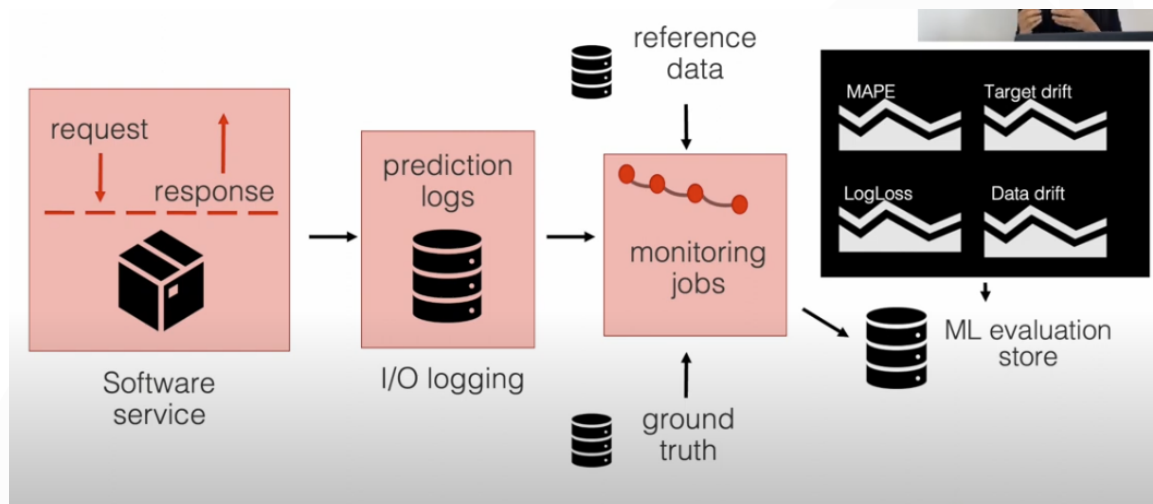 request
response
Software
service
prediction
logs
I/O logging
reference
data
monitoring
jobs
ground
truth
MAPE
Target drift
LogLoss
Data drift
ML evaluation
store